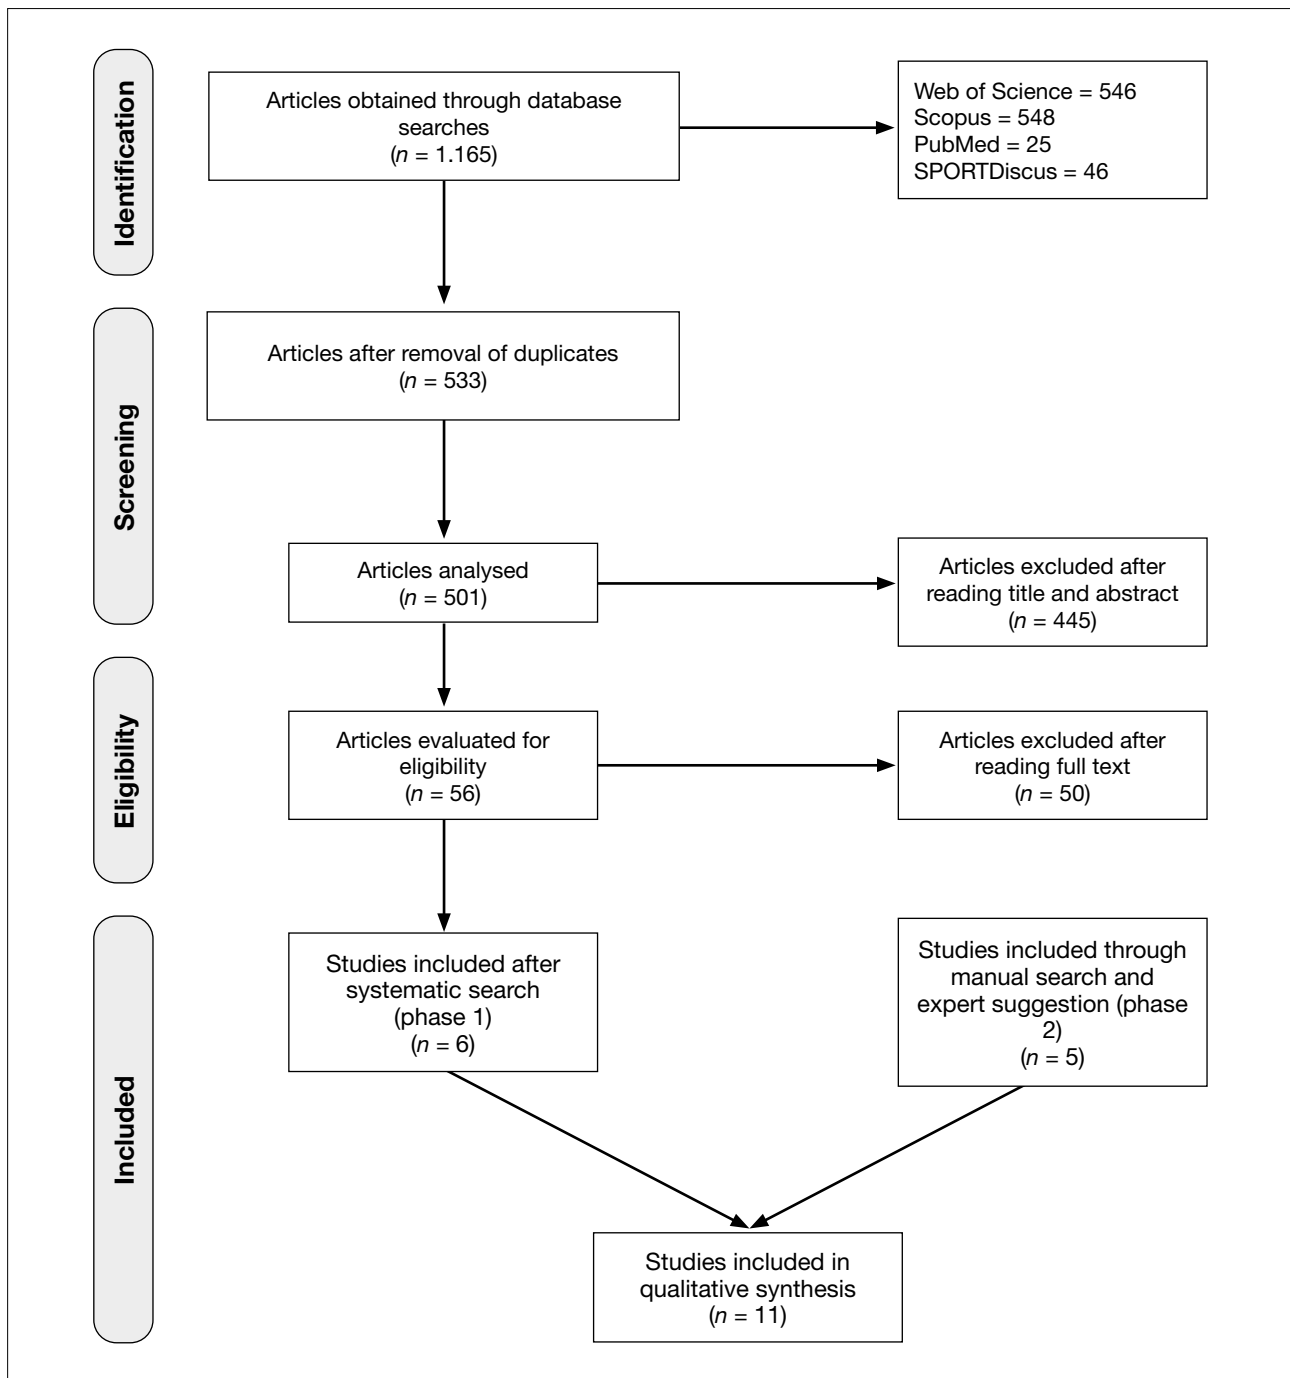 Identification
Articles obtained through database
searches
(n = 1.165)
Web of Science = 546
Scopus = 548
PubMed = 25
SPORTDiscus = 46
Screening
Articles after removal of duplicates
(n = 533)
Articles analysed
(n = 501)
Articles excluded after
reading title and abstract
(n = 445)
Eligibility
Articles evaluated for
eligibility
(n = 56)
Articles excluded after
reading full text
(n = 50)
Included
Studies included after
systematic search
(phase 1)
(n = 6)
Studies included through
manual search and
expert suggestion (phase
2)
(n = 5)
Studies included in
qualitative synthesis
(n = 11)